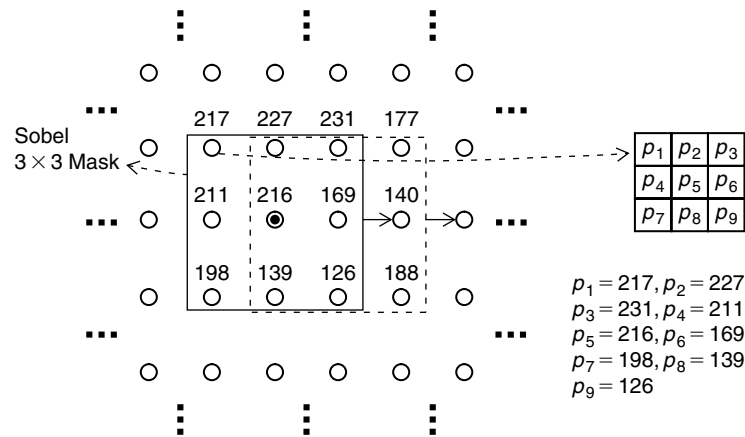 217 227 231 177
Sobel
3 × 3 Mask
p1 p2 p3
211 216 169 140
p4 p5 p6
p7 p8 p9
198 139 126 188
p1 = 217, p2 = 227
p3 = 231, p4 = 211
p5 = 216, p6 = 169
p7 = 198, p8 = 139
p9 = 126